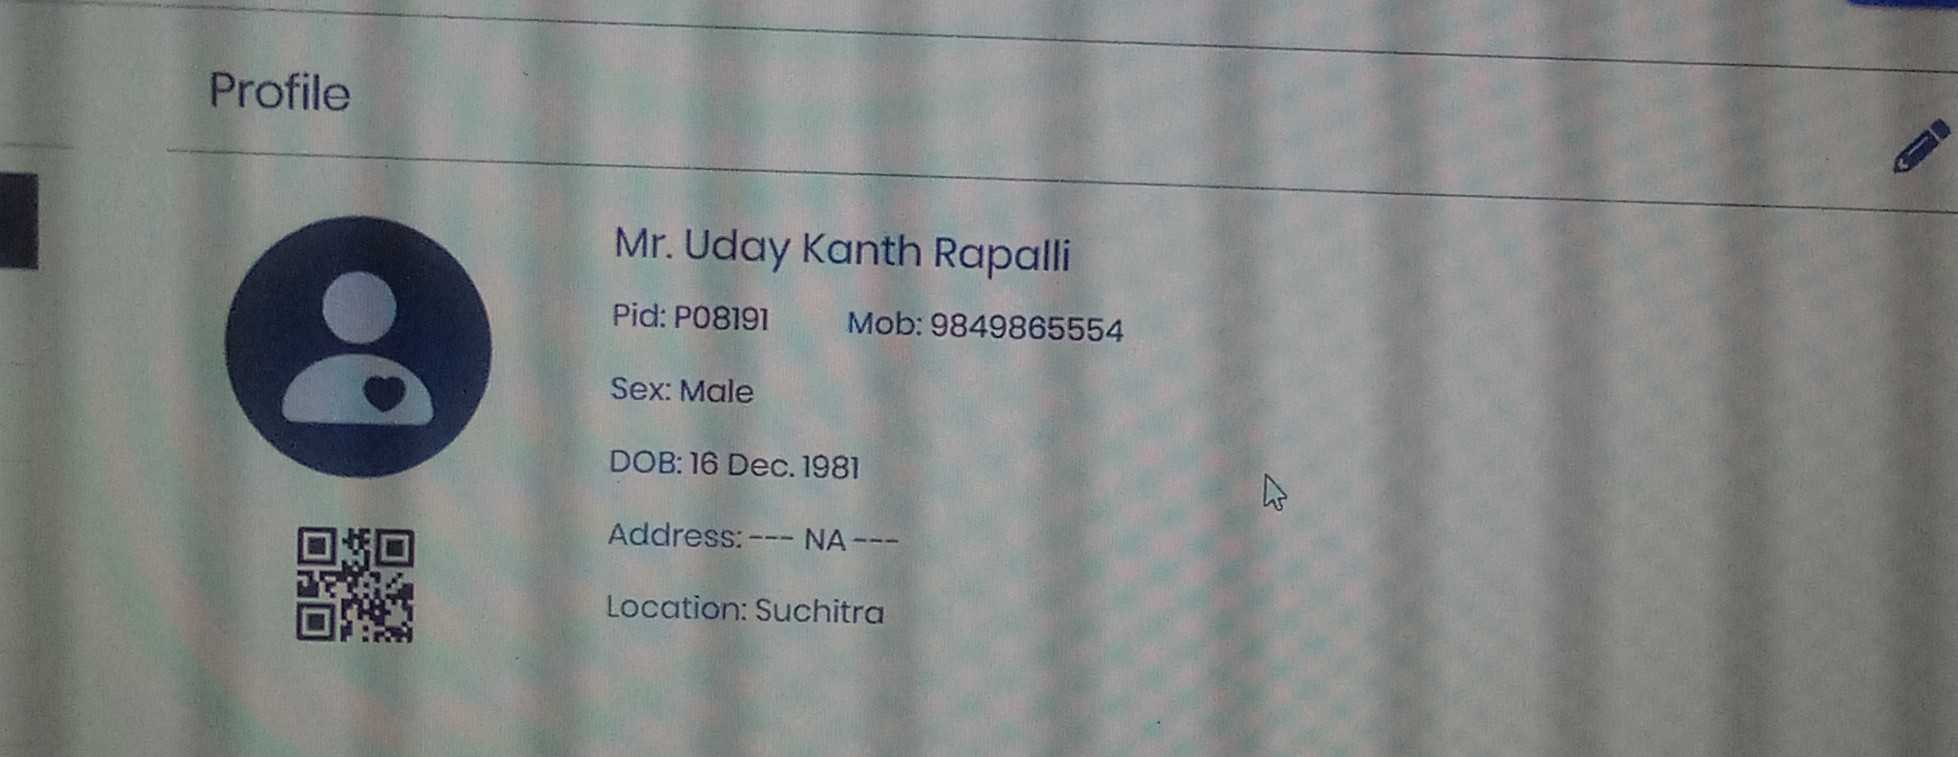 Profile
Mr. Uday Kanth Rapalli
Pid: P08191 Mob: 9849865554
Sex: Male
DOB: 16 Dec. 1981
Address: --- NA ---
Location: Suchitra